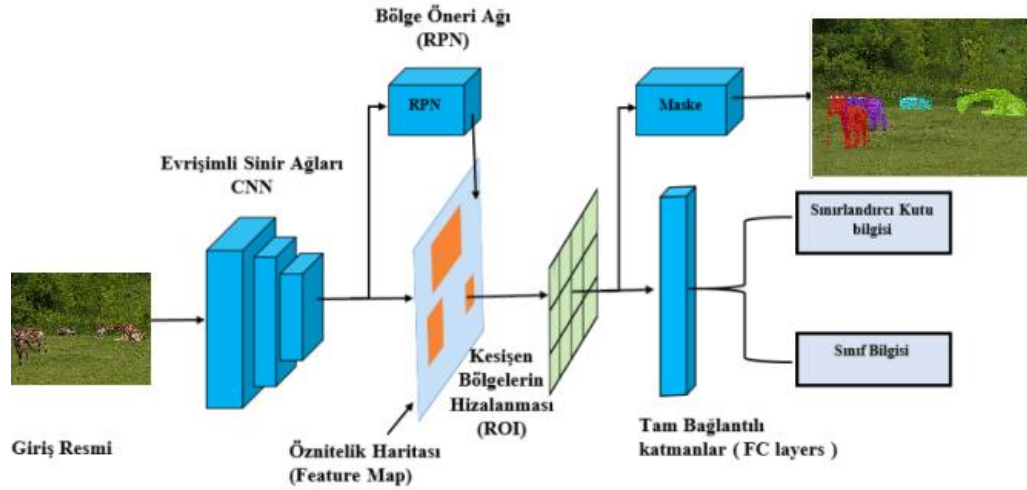 Bölge Öneri Ağı
(RPN)
RPN
Maske
Evrişimli Sinir Ağları
CNN
Sınırlandırcı Kutu
bilgisi
Sınıf Bilgisi
Kesişen
Bölgelerin
Hizalanması
(ROI)
Giriş Resmi
Öznitelik Haritası
(Feature Map)
Tam Bağlantılı
katmanlar ( FC layers )